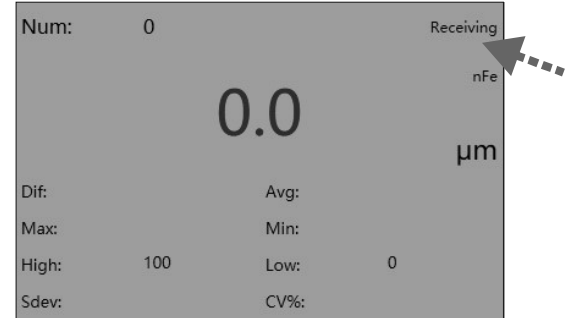 Num: 0 Receiving
nFe
0.0
μm
Dif: Avg:
Max: Min:
High: 100 Low: 0
Sdev: CV%: